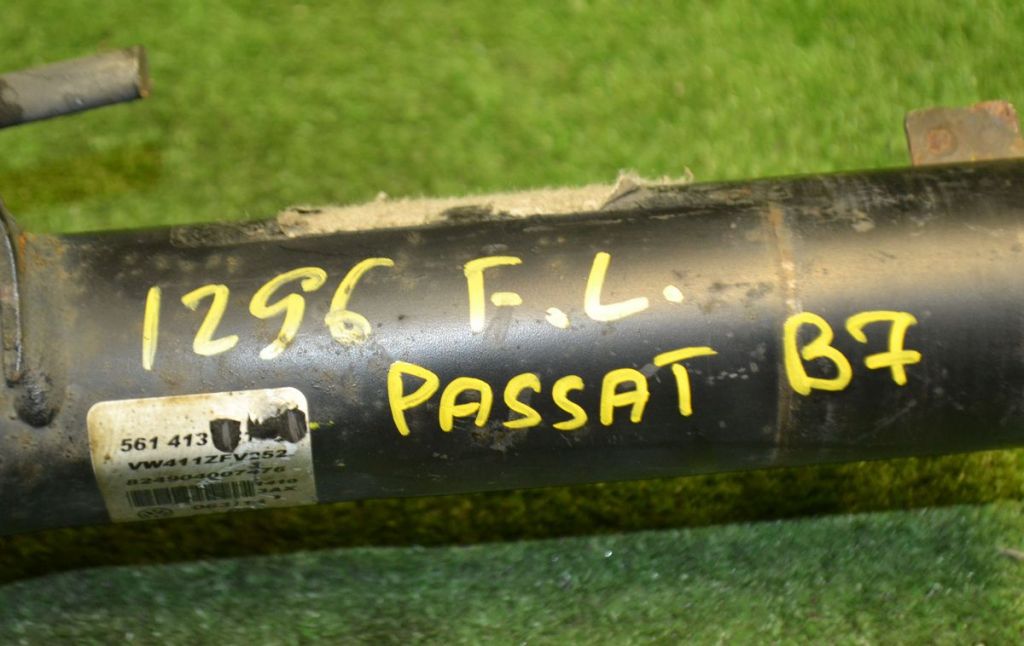 1296 F.L.
PASSAT B7
561 413
VW411ZFV252